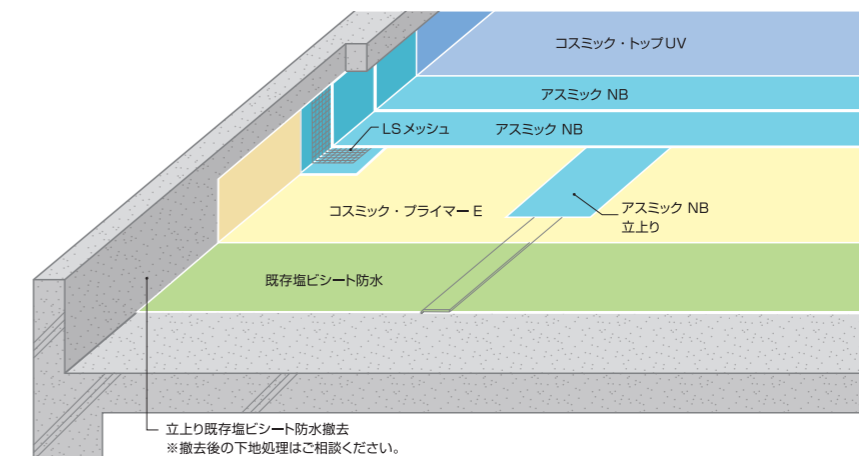 コスミック・トップUV
アスミック NB
LSメッシュ
アスミック NB
コスミック・プライマーE
アスミック NB
立上り
既存塩ビシート防水
立上り既存塩ビシート防水撤去
※撤去後の下地処理はご相談ください。